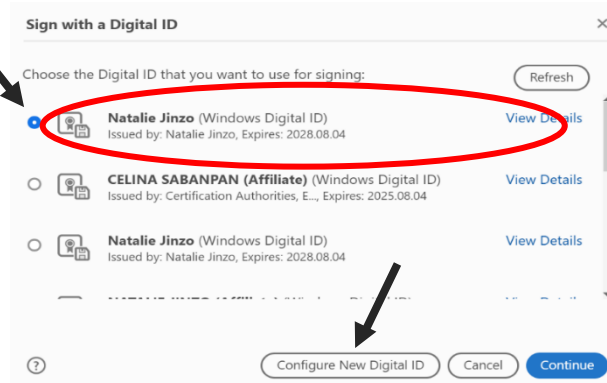 Sign with a Digital ID
Choose the Digital ID that you want to use for signing:
Refresh
Natalie Jinzo (Windows Digital ID)
View Details
Issued by: Natalie Jinzo, Expires: 2028.08.04
CELINA SABANPAN (Affiliate) (Windows Digital ID)
View Details
Issued by: Certification Authorities, E..., Expires: 2025.08.04
Natalie Jinzo (Windows Digital ID)
View Details
Issued by: Natalie Jinzo, Expires: 2028.08.04
Configure New Digital ID
Cancel
Continue